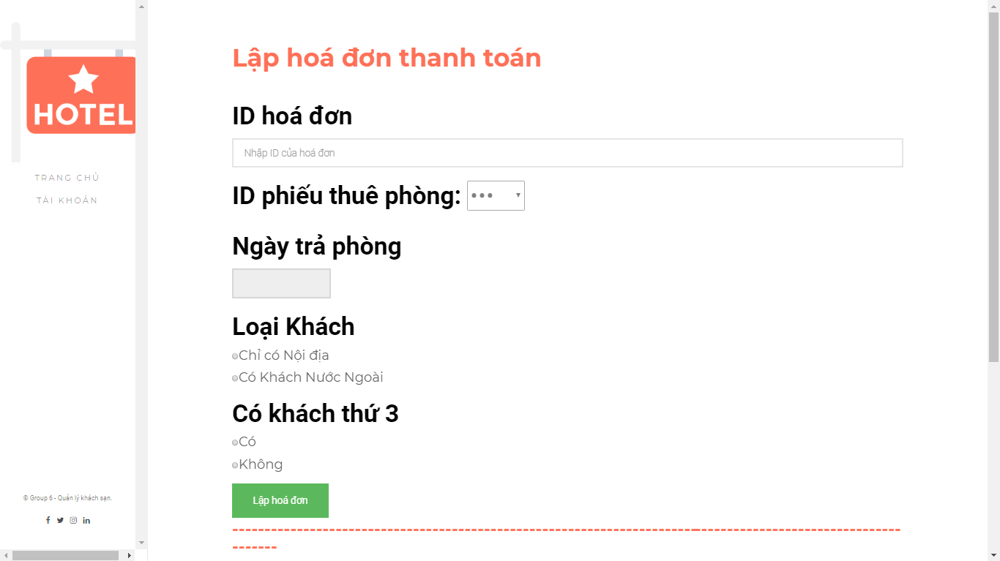 HOTEL
TRANG CHỦ
TÀI KHOẢN
© Group 6 - Quản lý khách sạn.
Lập hoá đơn thanh toán
ID hoá đơn
Nhập ID của hoá đơn
ID phiếu thuê phòng: •••
Ngày trả phòng
Loại Khách
Chỉ có Nội địa
Có Khách Nước Ngoài
Có khách thứ 3
Có
Không
Lập hoá đơn